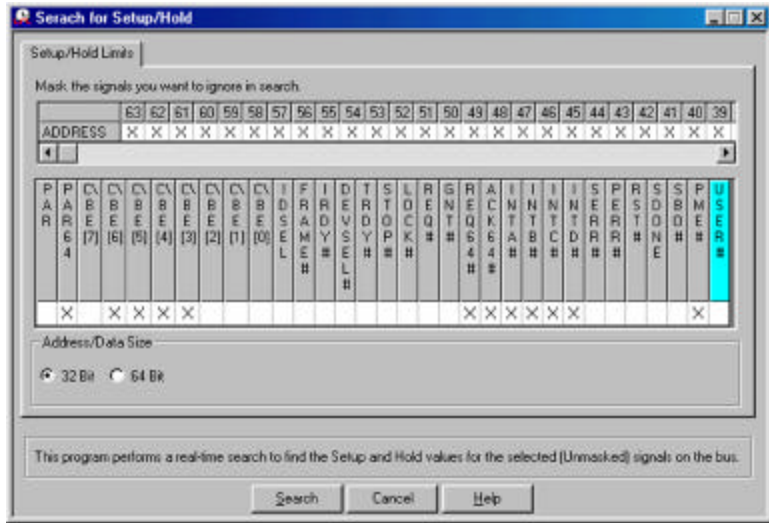 Serach for Setup/Hold
Setup/Hold Limits
Mask the signals you want to ignore in search.
63 62 61 60 59 58 57 56 55 54 53 52 51 50 49 48 47 46 45 44 43 42 41 40 39
ADDRESS X X X X X X X X X X X X X X X X X X X X X X X X X
PAR PAR64 C\BE[7] C\BE[6] C\BE[5] C\BE[4] C\BE[3] C\BE[2] C\BE[1] C\BE[0] IDSEL FRAME# IRDY# DEVSEL# TRDY# STOP# LOCK# REQ# GNT# REQ64# ACK64# INTA# INTB# INTC# INTD# SERR# PERR# RST# SDONE SBO# PME# USER#
X X X X X X X X X X X X
Address/Data Size
32 Bit 64 Bit
This program performs a real-time search to find the Setup and Hold values for the selected (Unmasked) signals on the bus.
Search Cancel Help